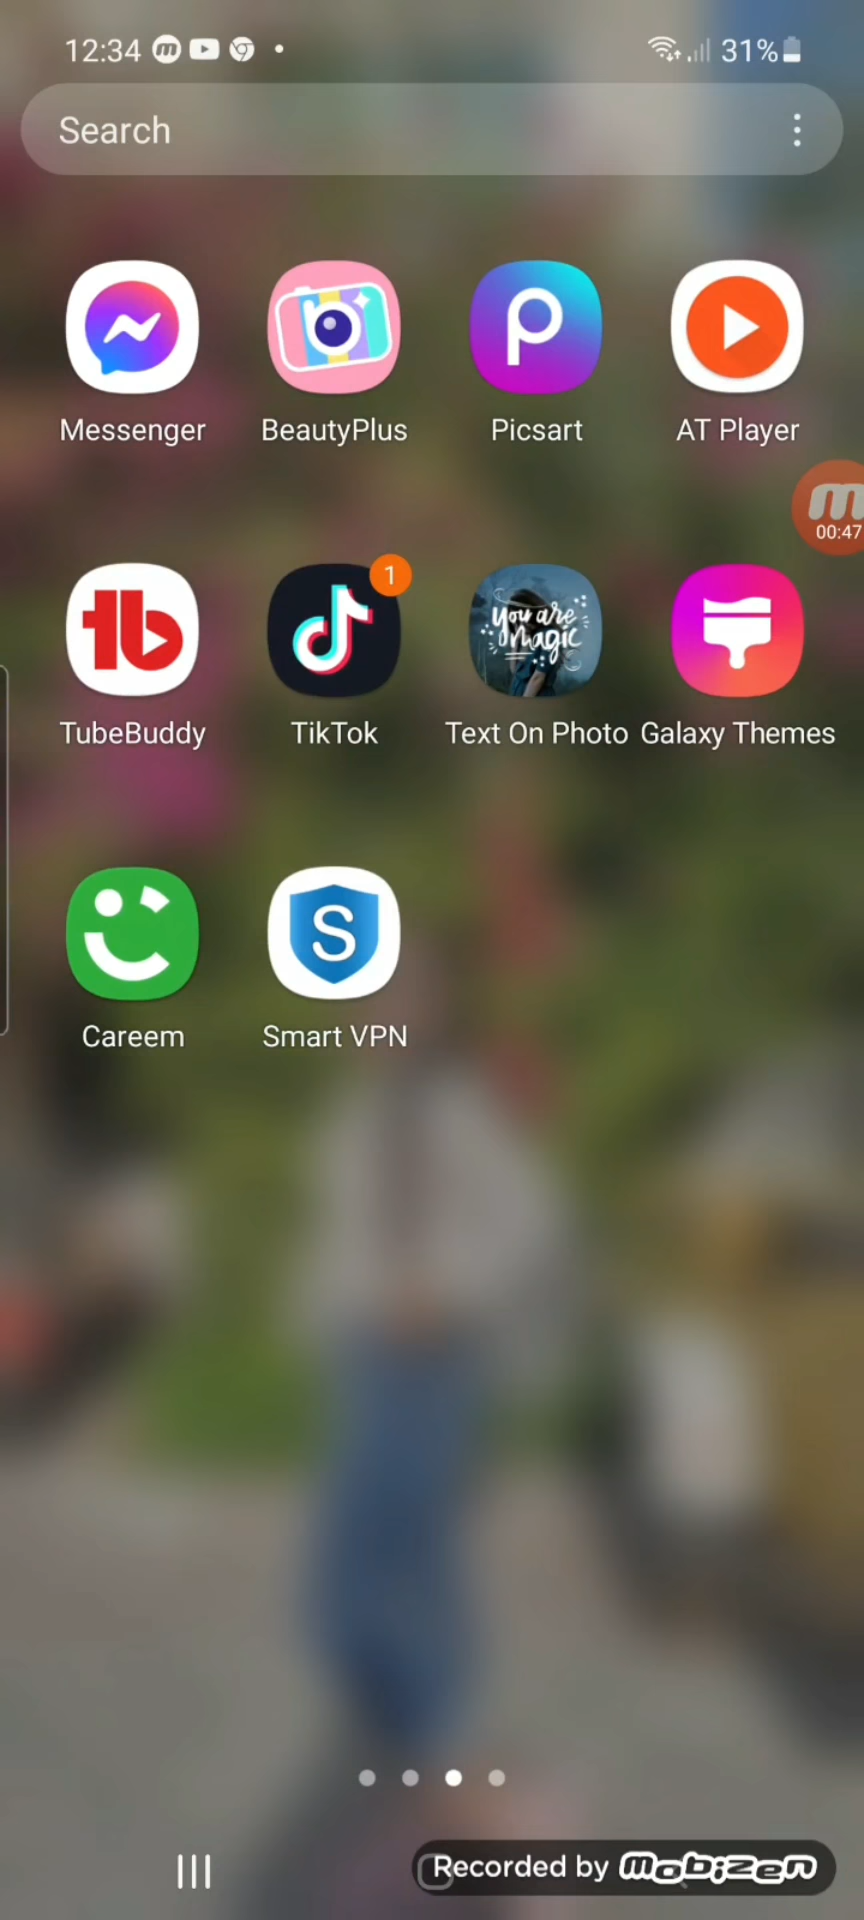 12:34 31%
Search
Messenger BeautyPlus Picsart AT Player
00:47
1
You are
magic
TubeBuddy TikTok Text On Photo Galaxy Themes
S
Careem Smart VPN
Recorded by mobizen